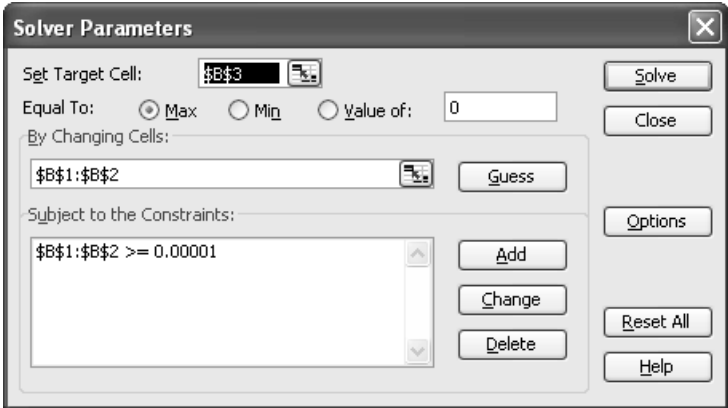 Solver Parameters
Set Target Cell: $B$3 Solve
Equal To: Max Min Value of: 0
Close
By Changing Cells:
$B$1:$B$2 Guess
Subject to the Constraints: Options
$B$1:$B$2 >= 0.00001 Add
Change
Reset All
Delete
Help